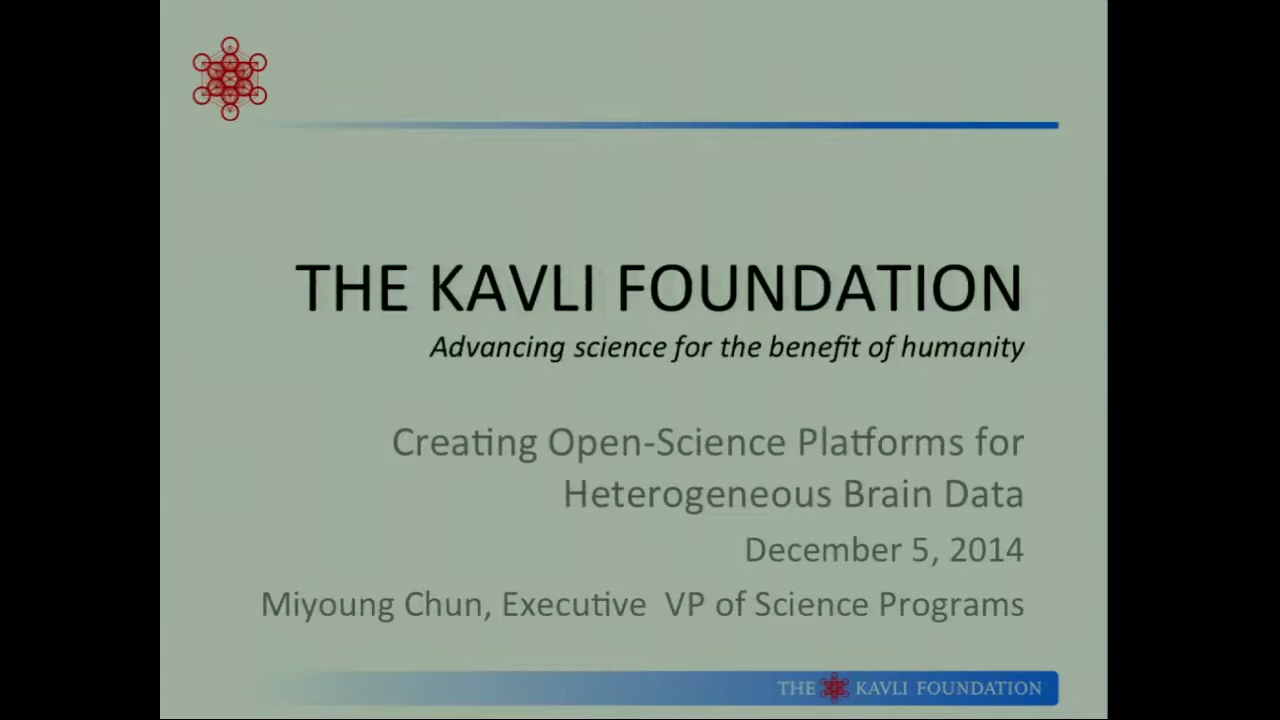 THE KAVLI FOUNDATION
Advancing science for the benefit of humanity
Creating Open-Science Platforms for
Heterogeneous Brain Data
December 5, 2014
Miyoung Chun, Executive VP of Science Programs
THE KAVLI FOUNDATION